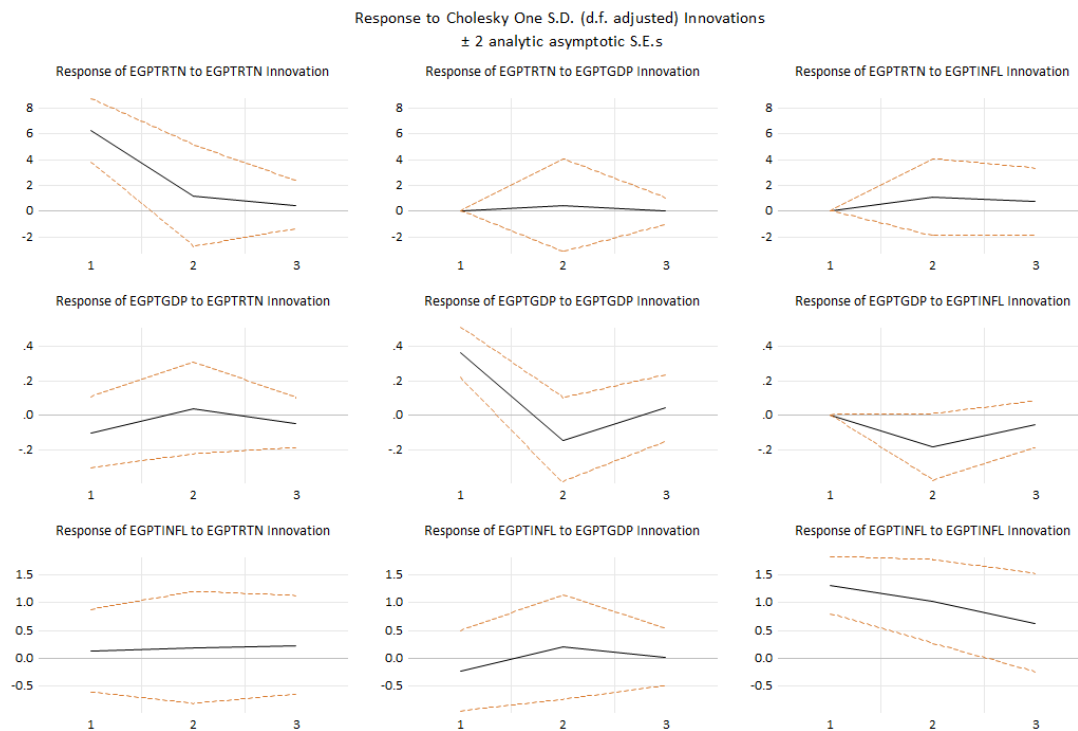 Response to Cholesky One S.D. (d.f. adjusted) Innovations
± 2 analytic asymptotic S.E.s
Response of EGPTRTN to EGPTRTN Innovation
8
6
4
2
0
-2
1 2 3
Response of EGPTRTN to EGPTGDP Innovation
8
6
4
2
0
-2
1 2 3
Response of EGPTRTN to EGPTINFL Innovation
8
6
4
2
0
-2
1 2 3
Response of EGPTGDP to EGPTRTN Innovation
.4
.2
.0
-.2
1 2 3
Response of EGPTGDP to EGPTGDP Innovation
.4
.2
.0
-.2
1 2 3
Response of EGPTGDP to EGPTINFL Innovation
.4
.2
.0
-.2
1 2 3
Response of EGPTINFL to EGPTRTN Innovation
1.5
1.0
0.5
0.0
-0.5
1 2 3
Response of EGPTINFL to EGPTGDP Innovation
1.5
1.0
0.5
0.0
-0.5
1 2 3
Response of EGPTINFL to EGPTINFL Innovation
1.5
1.0
0.5
0.0
-0.5
1 2 3